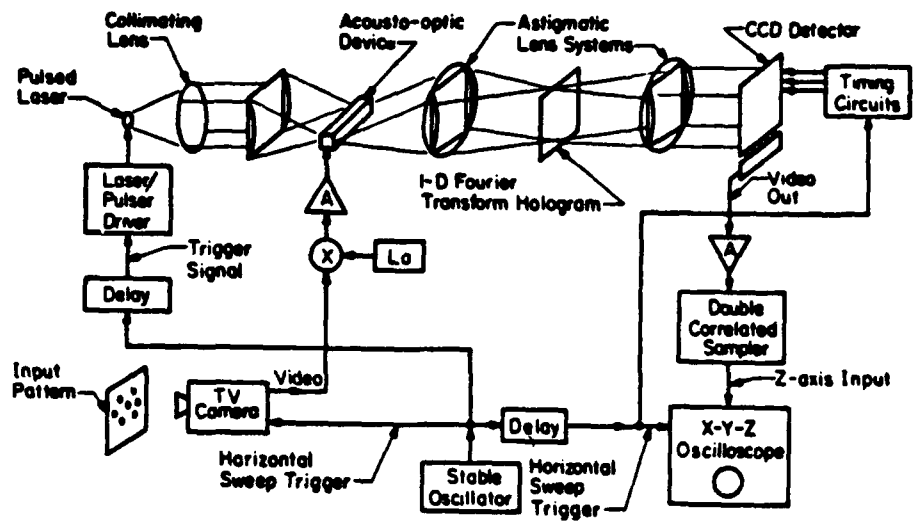 Collimating
Lens
Acousto-optic
Device
Astigmatic
Lens Systems
CCD Detector
Pulsed
Laser
Timing
Circuits
Laser/
Pulser
Driver
A
1-D Fourier
Transform Hologram
Video
Out
Trigger
Signal
X
Lo
A
Delay
Double
Correlated
Sampler
Input
Pattern
Video
TV
Camera
Z-axis Input
Delay
X-Y-Z
Oscilloscope
Horizontal
Sweep Trigger
Stable
Oscillator
Horizontal
Sweep
Trigger